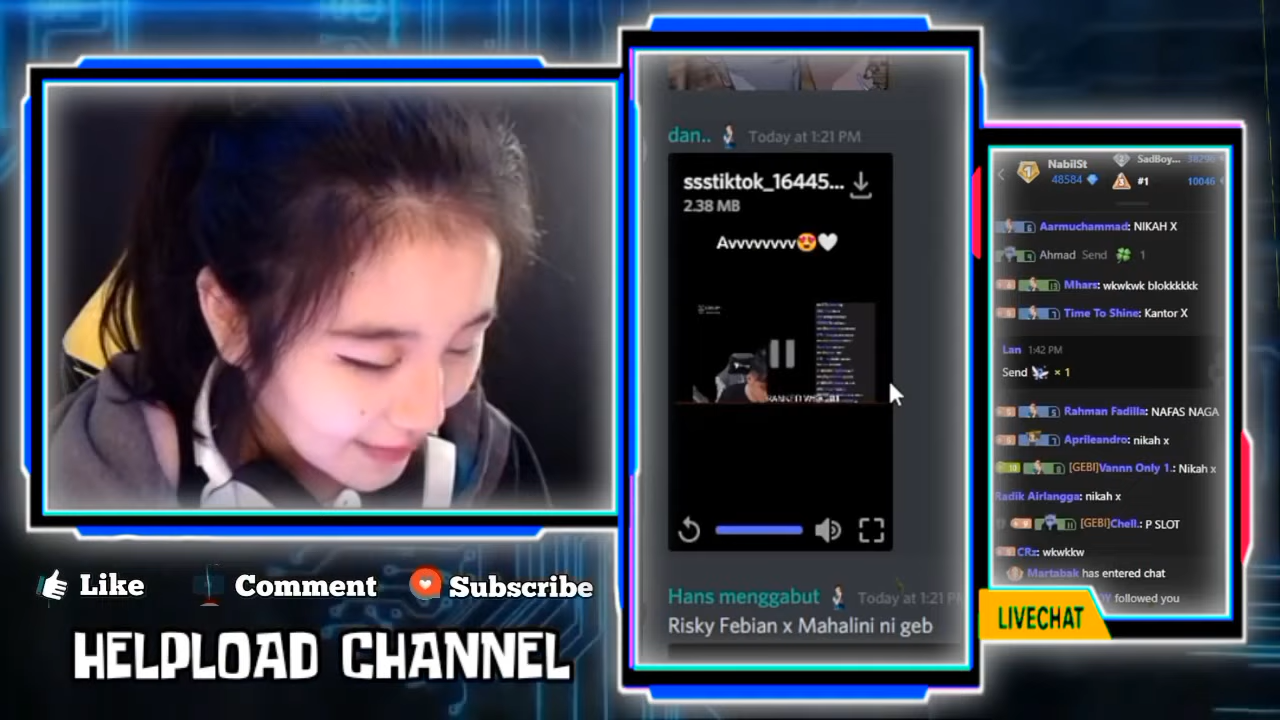 Like
Comment
Subscribe
HELPLOAD CHANNEL
dan.. Today at 1:21 PM
ssstiktok_16445...
2.38 MB
Avvvvvvvv😍🤍
Hans menggabut Today at 1:21 PM
Risky Febian x Mahalini ni geb
NabilSt
48584
SadBoy... 38296
#1 10046
Aarmuchammad: NIKAH X
Ahmad Send 🍀 1
Mhars: wkwkwk blokkkkkk
Time To Shine: Kantor X
Lan 1:42 PM
Send × 1
Rahman Fadilla: NAFAS NAGA
Aprileandro: nikah x
[GEBI]Vannn Only 1.: Nikah x
Radik Airlangga: nikah x
[GEBI]Chell.: P SLOT
CRz: wkwkkw
Martabak has entered chat
followed you
LIVECHAT